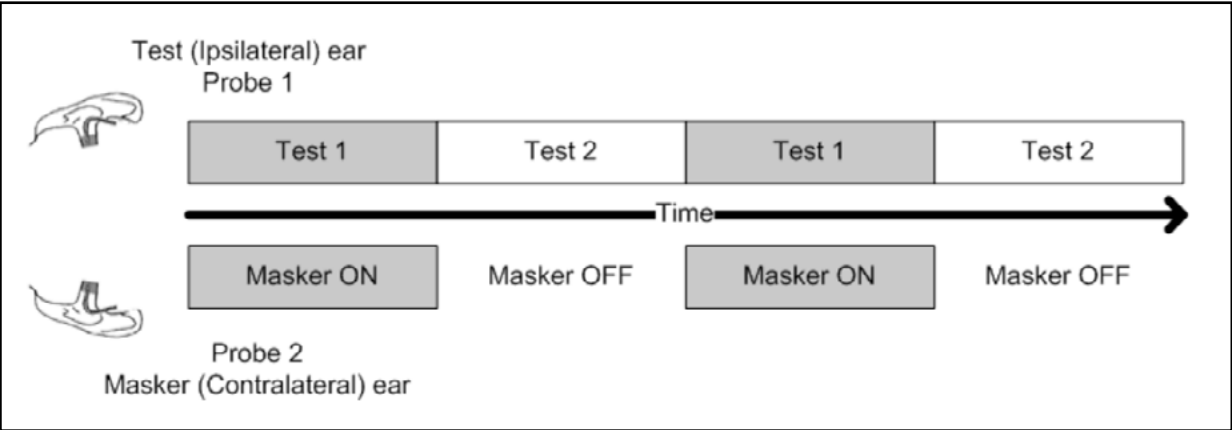 Test (Ipsilateral) ear
Probe 1
Test 1
Test 2
Test 1
Test 2
Time
Masker ON
Masker OFF
Masker ON
Masker OFF
Probe 2
Masker (Contralateral) ear